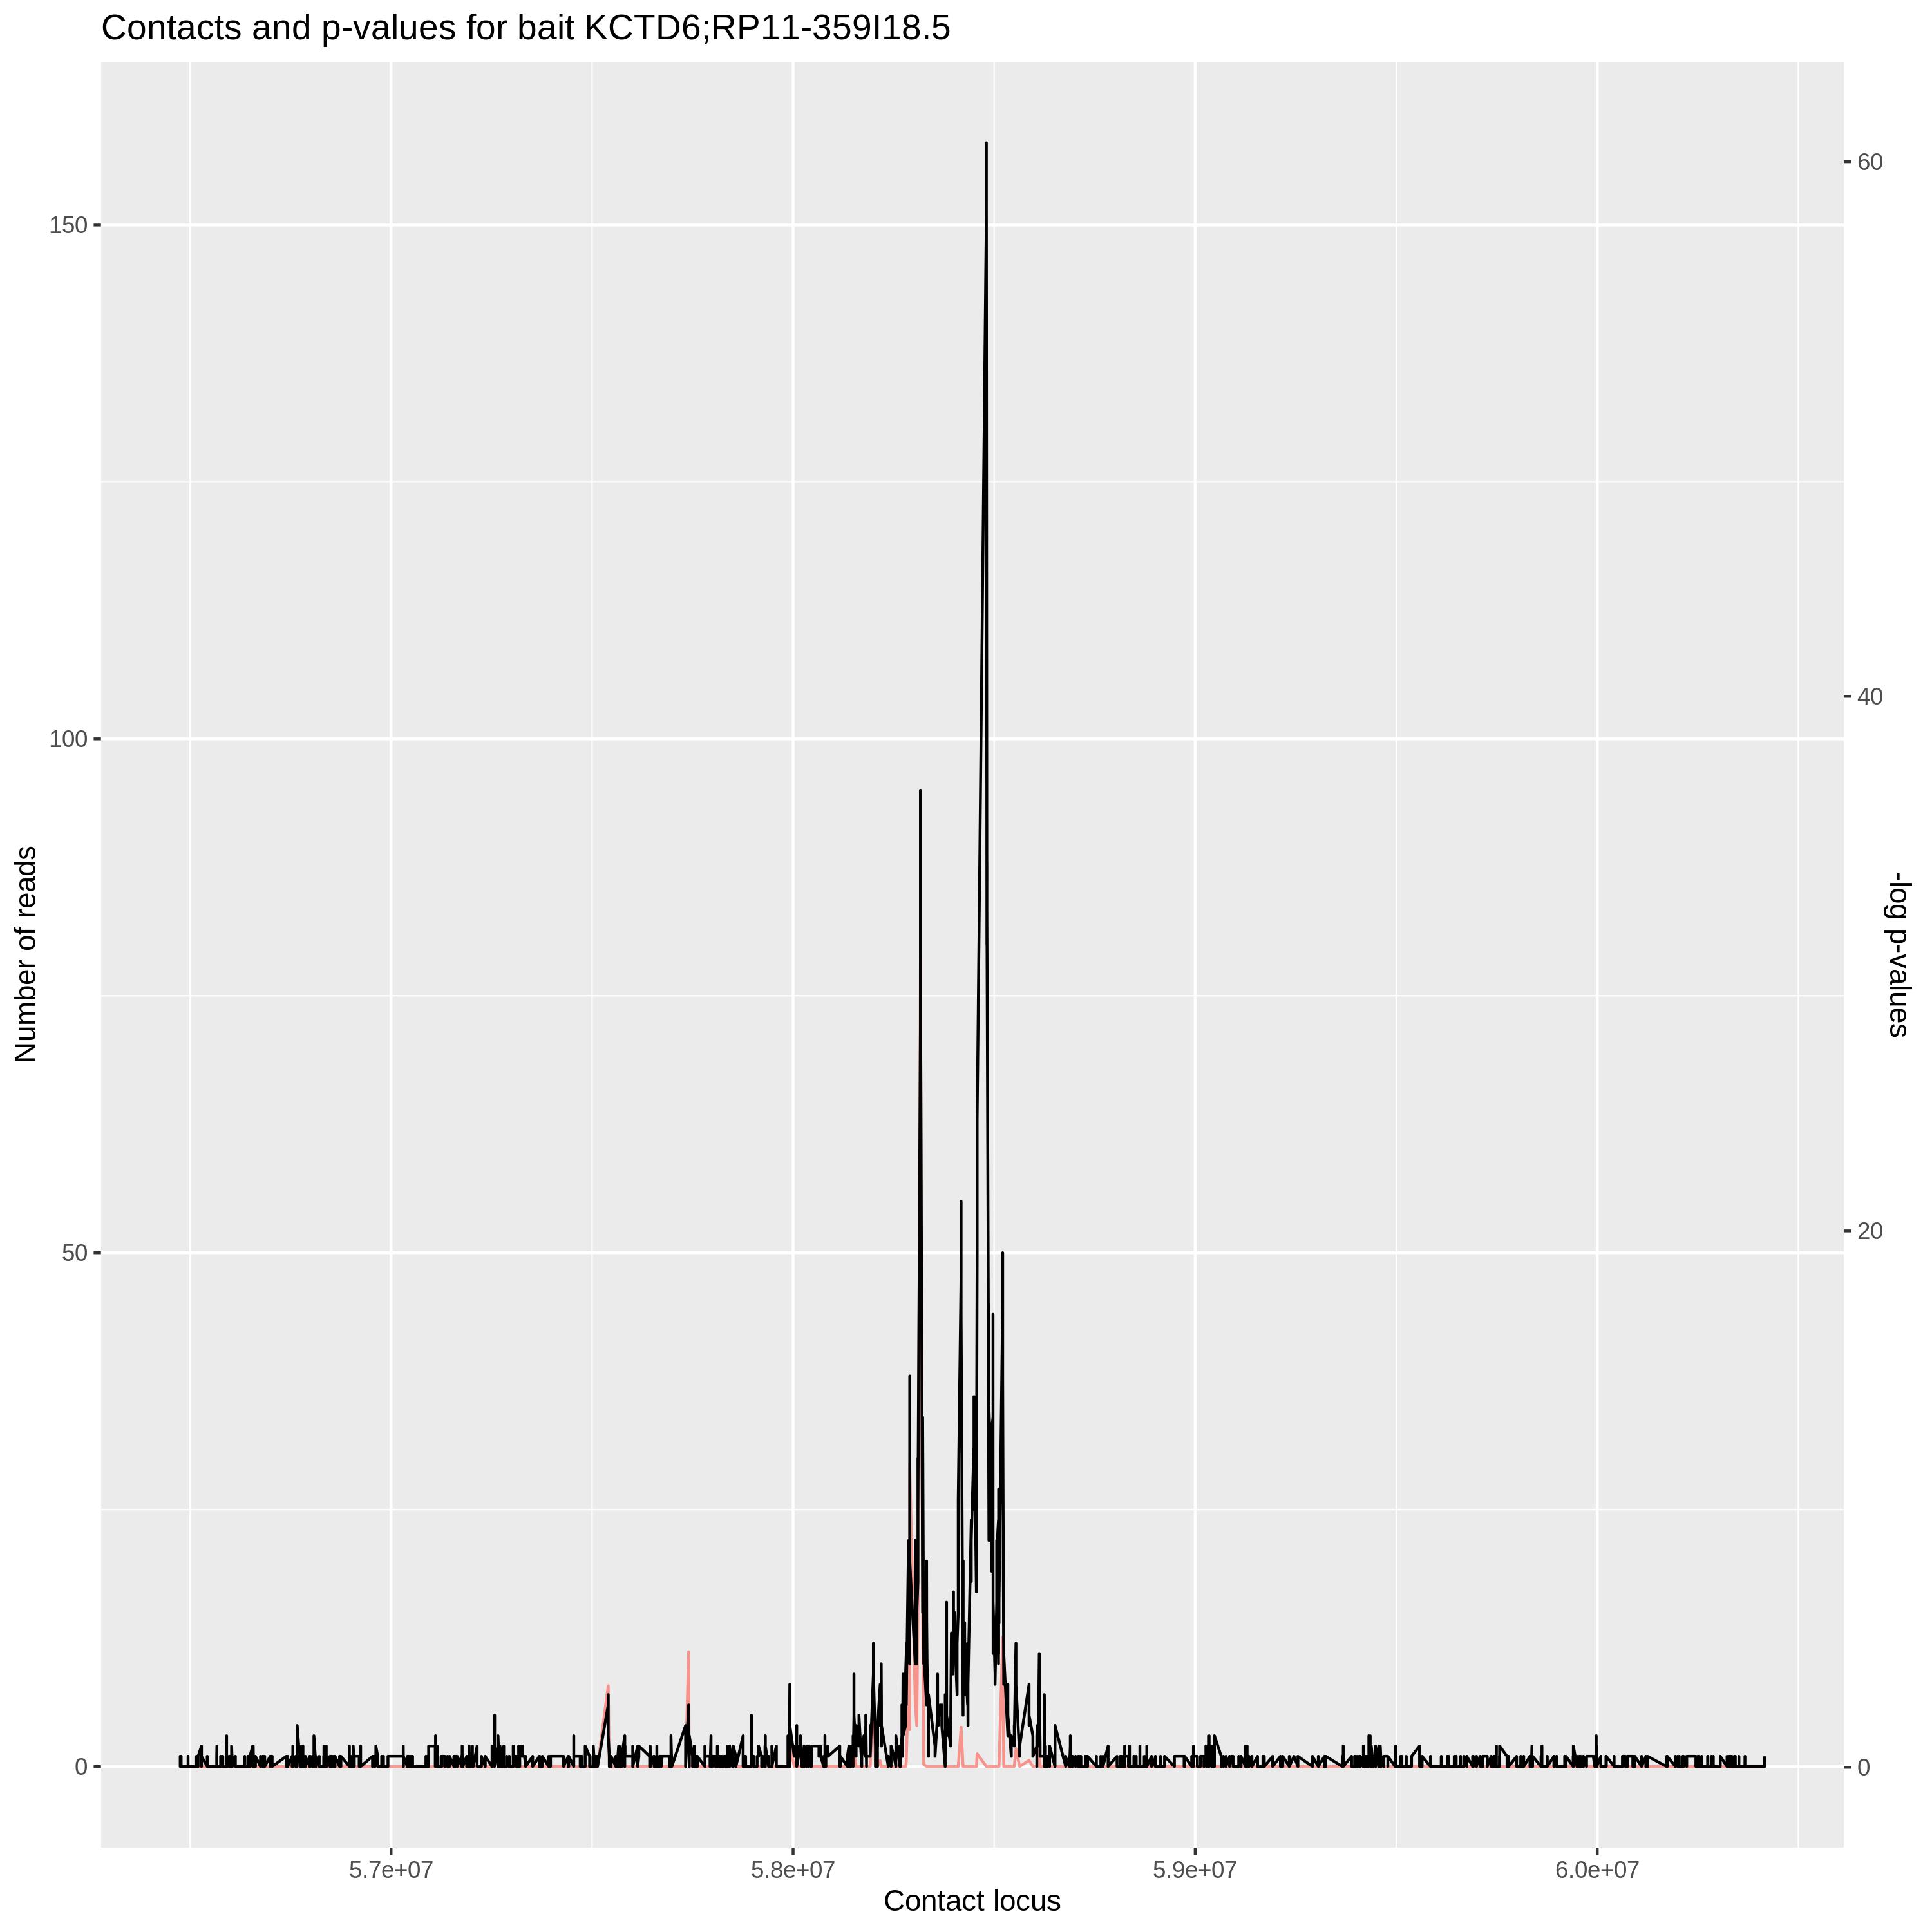 Contacts and p-values for bait KCTD6;RP11-359I18.5
150
100
50
0
Number of reads
60
40
20
0
-log p-values
5.7e+07
5.8e+07
5.9e+07
6.0e+07
Contact locus